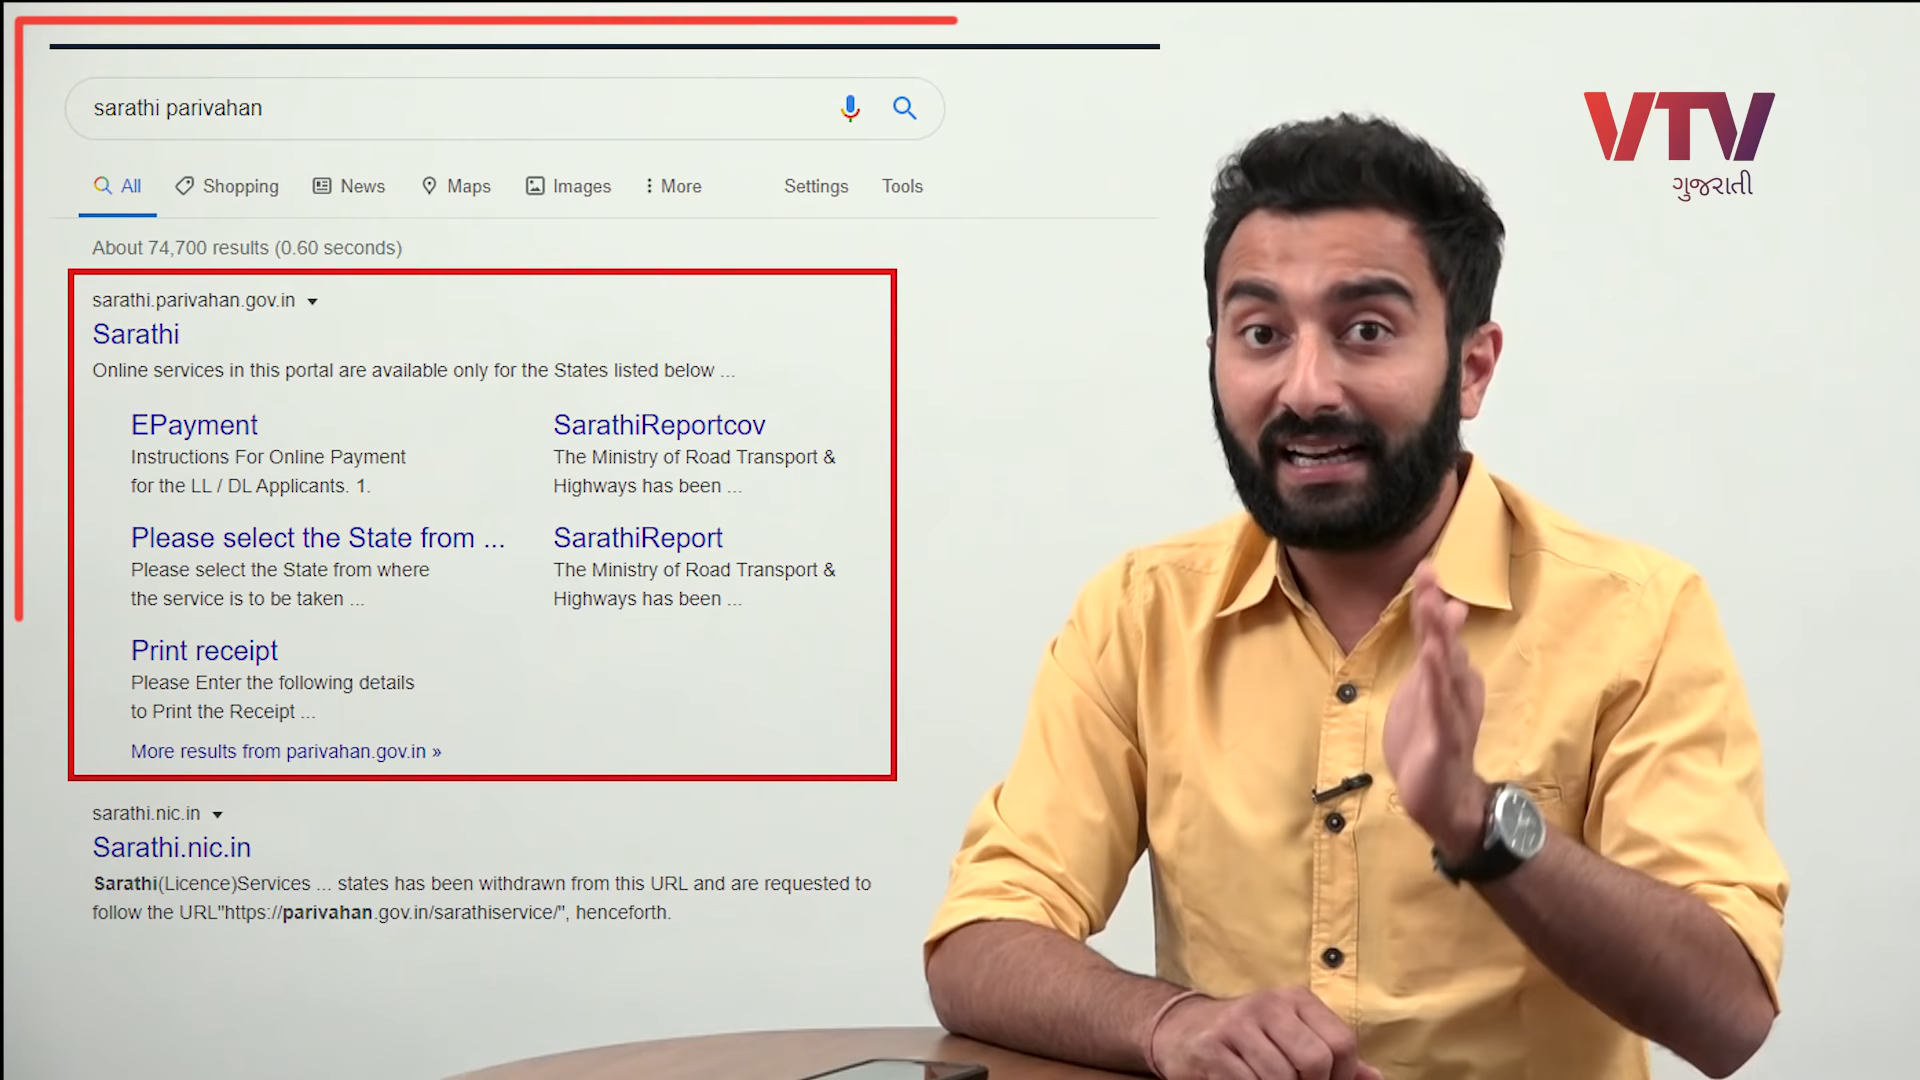 sarathi parivahan
All Shopping News Maps Images More Settings Tools
About 74,700 results (0.60 seconds)
sarathi.parivahan.gov.in
Sarathi
Online services in this portal are available only for the States listed below ...
EPayment
Instructions For Online Payment
for the LL / DL Applicants. 1.
SarathiReportcov
The Ministry of Road Transport &
Highways has been ...
Please select the State from ...
Please select the State from where
the service is to be taken ...
SarathiReport
The Ministry of Road Transport &
Highways has been ...
Print receipt
Please Enter the following details
to Print the Receipt ...
More results from parivahan.gov.in »
sarathi.nic.in
Sarathi.nic.in
Sarathi(Licence)Services ... states has been withdrawn from this URL and are requested to
follow the URL"https://parivahan.gov.in/sarathiservice/", henceforth.
VTV
ગુજરાતી